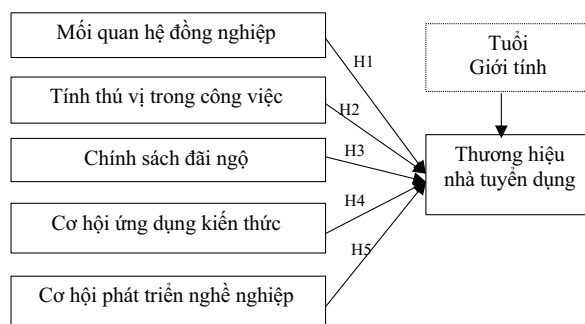 Mối quan hệ đồng nghiệp
H1
Tuổi
Giới tính
Tính thú vị trong công việc
H2
Chính sách đãi ngộ
H3
Thương hiệu
nhà tuyển dụng
Cơ hội ứng dụng kiến thức
H4
H5
Cơ hội phát triển nghề nghiệp